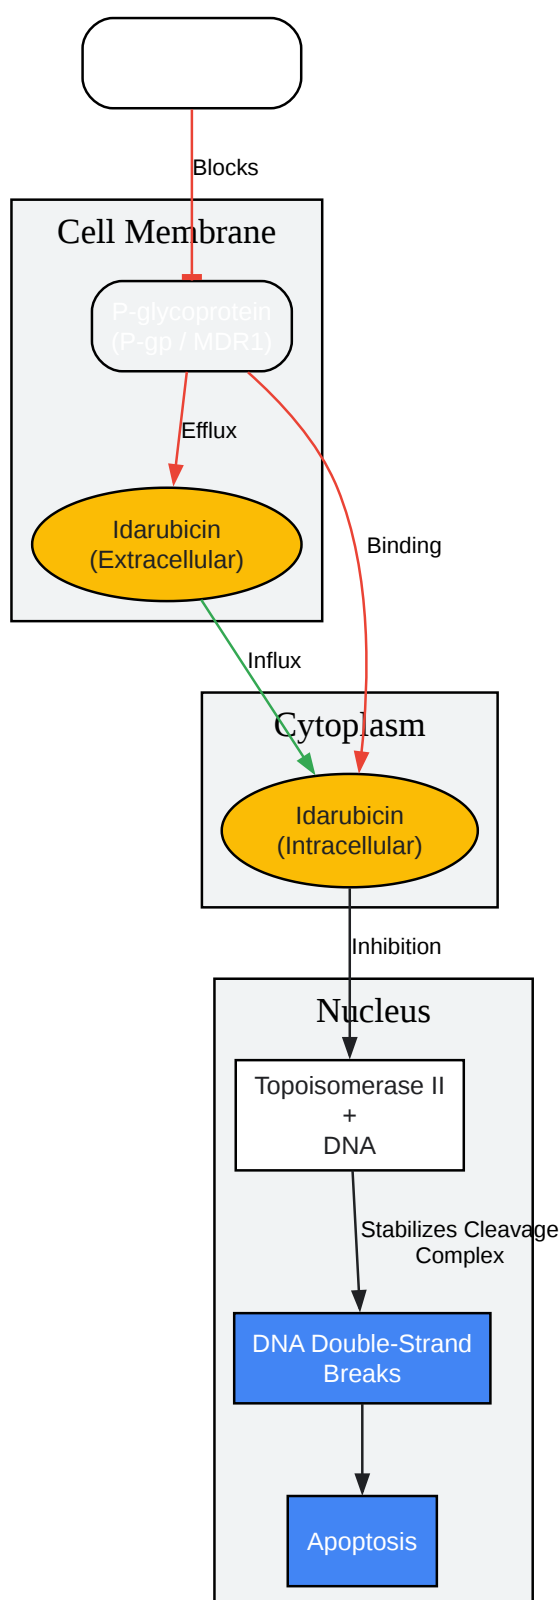 Blocks
Cell Membrane
P-glycoprotein
(P-gp / MDR1)
Efflux
Idarubicin
(Extracellular)
Binding
Influx
Cytoplasm
Idarubicin
(Intracellular)
Inhibition
Nucleus
Topoisomerase II
+
DNA
Stabilizes Cleavage
Complex
DNA Double-Strand
Breaks
Apoptosis